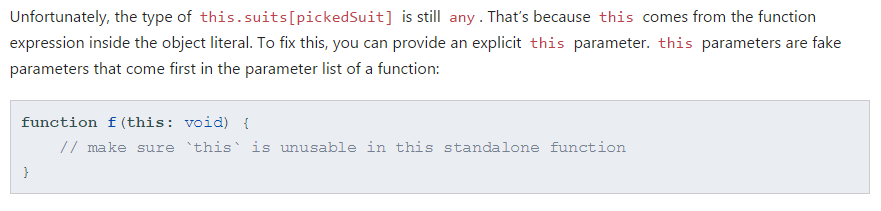 Unfortunately, the type of this.suits[pickedSuit] is still any. That's because this comes from the function
expression inside the object literal. To fix this, you can provide an explicit this parameter. this parameters are fake
parameters that come first in the parameter list of a function:
function f(this: void) {
    // make sure `this` is unusable in this standalone function
}